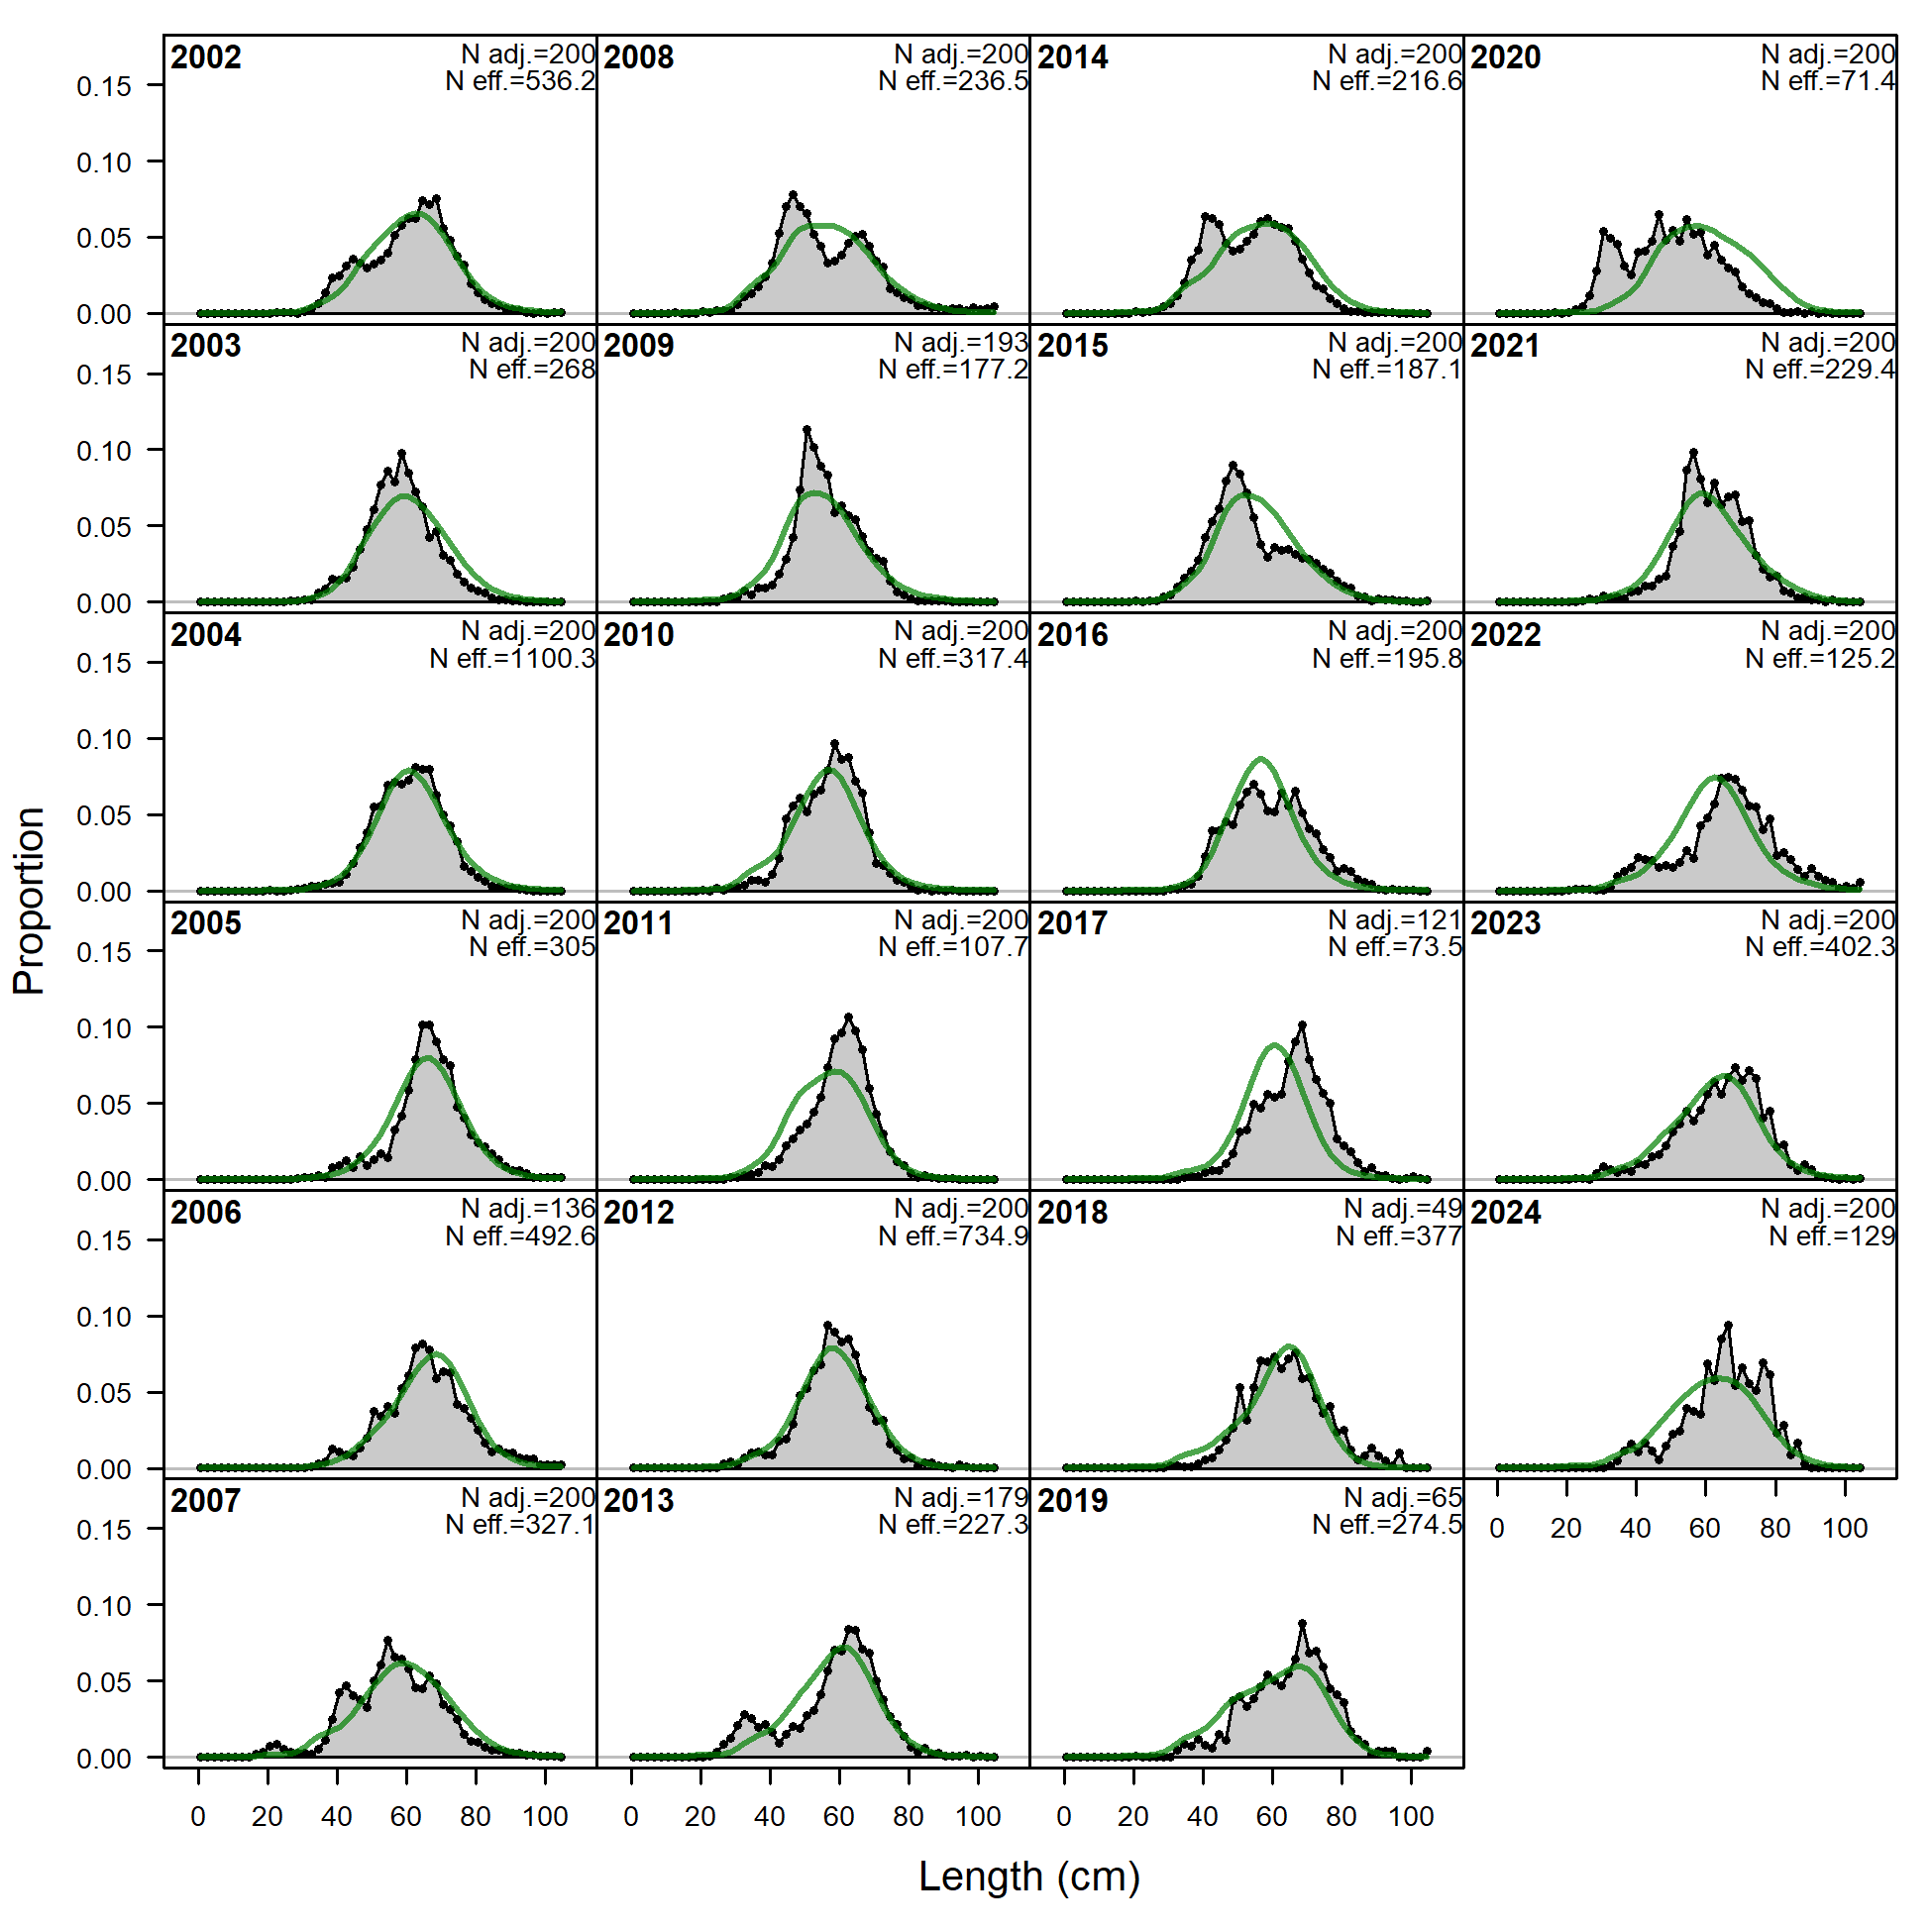 2002 N adj.=200
N eff.=536.2
2008 N adj.=200
N eff.=236.5
2014 N adj.=200
N eff.=216.6
2020 N adj.=200
N eff.=71.4
0.15
0.10
0.05
0.00
2003 N adj.=200
N eff.=268
2009 N adj.=193
N eff.=177.2
2015 N adj.=200
N eff.=187.1
2021 N adj.=200
N eff.=229.4
0.15
0.10
0.05
0.00
2004 N adj.=200
N eff.=1100.3
2010 N adj.=200
N eff.=317.4
2016 N adj.=200
N eff.=195.8
2022 N adj.=200
N eff.=125.2
0.15
0.10
0.05
0.00
2005 N adj.=200
N eff.=305
2011 N adj.=200
N eff.=107.7
2017 N adj.=121
N eff.=73.5
2023 N adj.=200
N eff.=402.3
0.15
0.10
0.05
0.00
2006 N adj.=136
N eff.=492.6
2012 N adj.=200
N eff.=734.9
2018 N adj.=49
N eff.=377
2024 N adj.=200
N eff.=129
0.15
0.10
0.05
0.00
2007 N adj.=200
N eff.=327.1
2013 N adj.=179
N eff.=227.3
2019 N adj.=65
N eff.=274.5
0 20 40 60 80 100
0.15
0.10
0.05
0.00
0 20 40 60 80 100
0 20 40 60 80 100
0 20 40 60 80 100
Length (cm)
Proportion